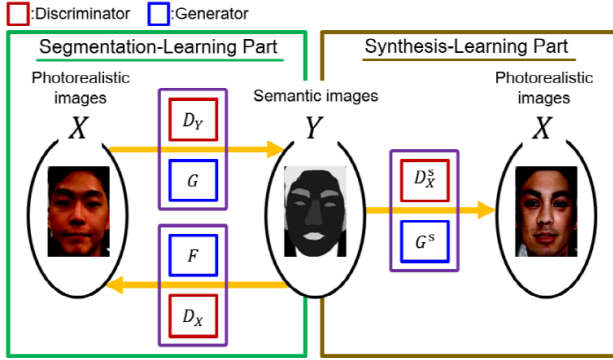 :Discriminator :Generator
Segmentation-Learning Part
Synthesis-Learning Part
Photorealistic
images
X
Semantic images
Y
Photorealistic
images
X
D_Y
G
F
D_X
D_X^s
G^s